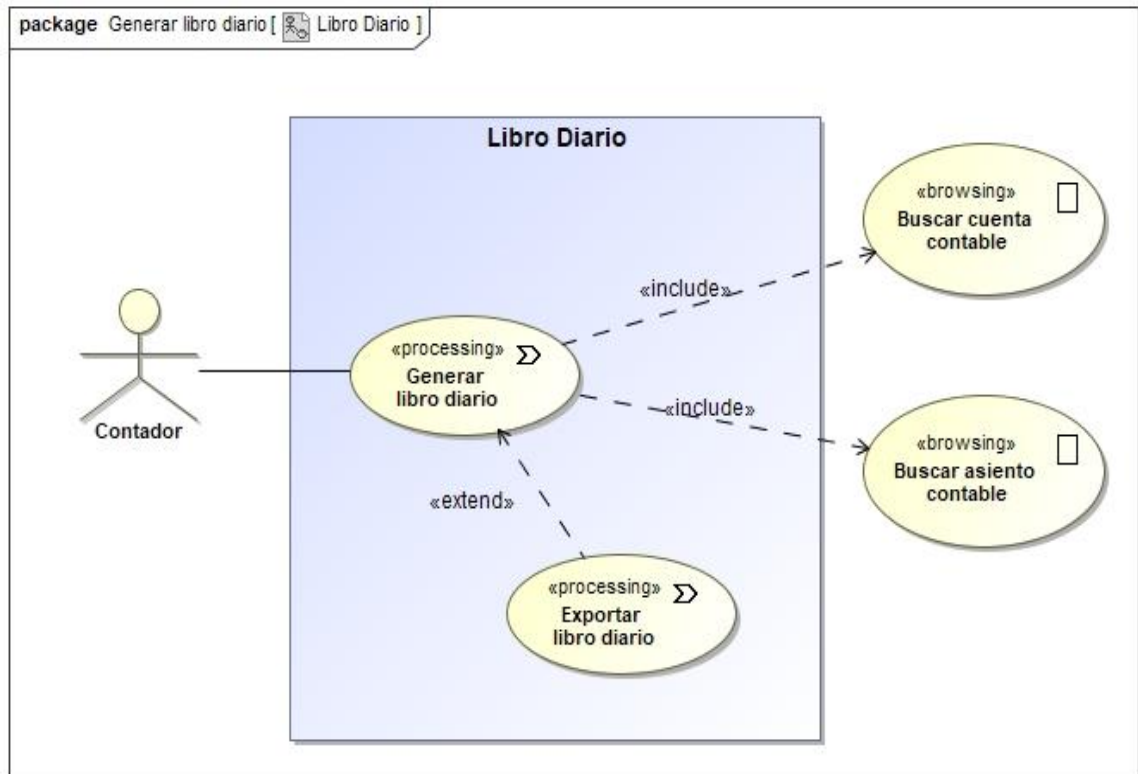 package Generar libro diario [ Libro Diario ]
Libro Diario
«browsing»
Buscar cuenta
contable
«include»
«processing»
Generar
libro diario
Contador
«include»
«browsing»
Buscar asiento
contable
«extend»
«processing»
Exportar
libro diario